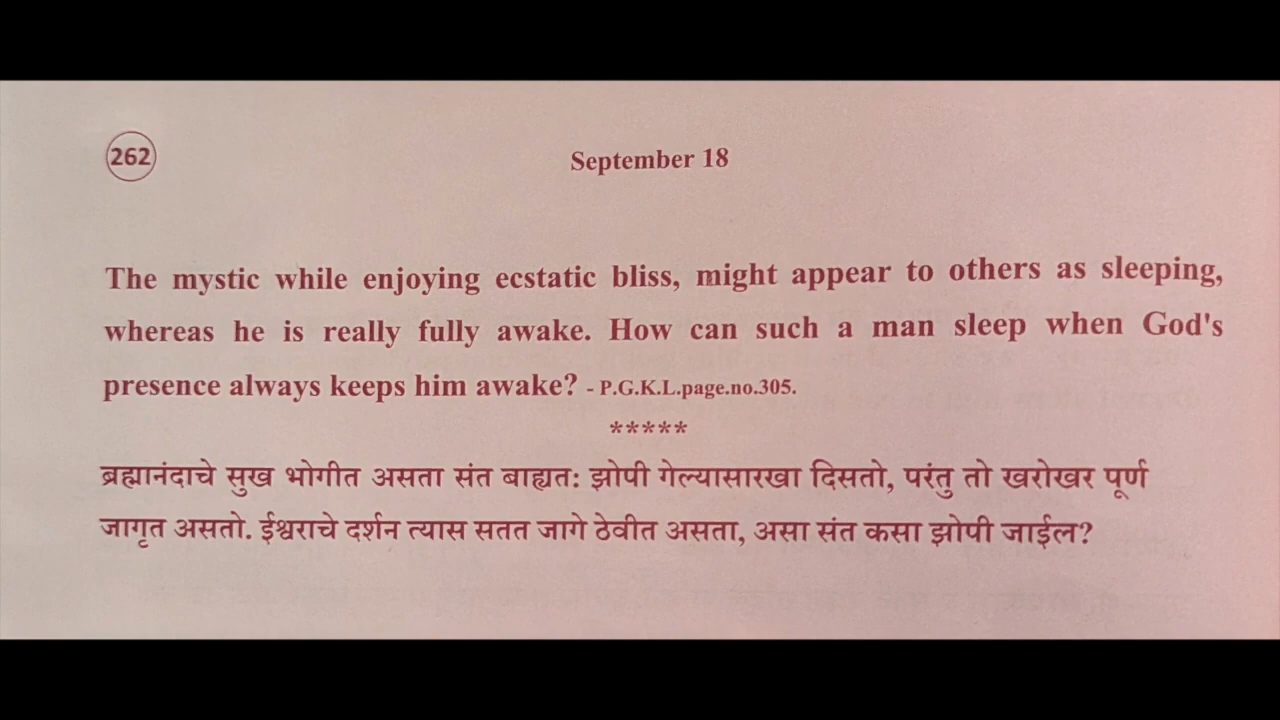 262
September 18
The mystic while enjoying ecstatic bliss, might appear to others as sleeping,
whereas he is really fully awake. How can such a man sleep when God's
presence always keeps him awake? - P.G.K.L.page.no.305.
*****
ब्रह्मानंदाचे सुख भोगीत असता संत बाह्यतः झोपी गेल्यासारखा दिसतो, परंतु तो खरोखर पूर्ण
जागृत असतो. ईश्वराचे दर्शन त्यास सतत जागे ठेवीत असता, असा संत कसा झोपी जाईल?